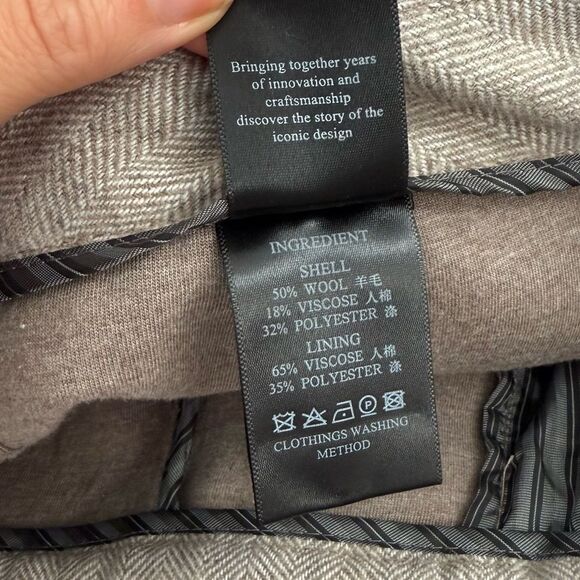 Bringing together years
of innovation and
craftsmanship
discover the story of the
iconic design
INGREDIENT
SHELL
50% WOOL 羊毛
18% VISCOSE 人棉
32% POLYESTER 涤
LINING
65% VISCOSE 人棉
35% POLYESTER 涤
P
CLOTHINGS WASHING
METHOD